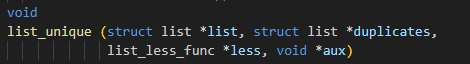 void
list_unique (struct list *list, struct list *duplicates,
list_less_func *less, void *aux)